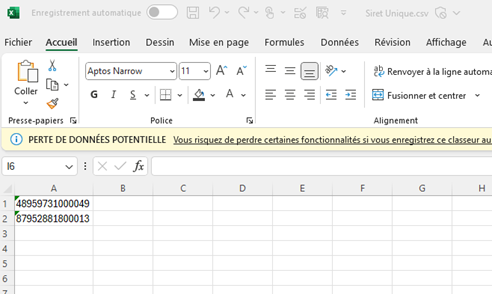 Enregistrement automatique
Siret Unique.csv
Fichier Accueil Insertion Dessin Mise en page Formules Données Révision Affichage Au
Coller
Aptos Narrow 11
G I S
Renvoyer à la ligne automa
Fusionner et centrer
Presse-papiers Police Alignement
PERTE DE DONNÉES POTENTIELLE Vous risquez de perdre certaines fonctionnalités si vous enregistrez ce classeur au
I6 fx
A B C D E F G H
1 48959731000049
2 87952881800013
3
4
5
6
7